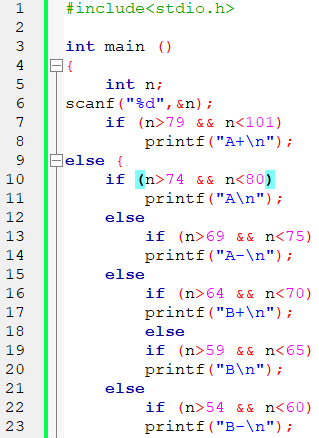 1 #include<stdio.h>
2
3 int main ()
4 {
5 int n;
6 scanf("%d",&n);
7 if (n>79 && n<101)
8 printf("A+\n");
9 else {
10 if (n>74 && n<80)
11 printf("A\n");
12 else
13 if (n>69 && n<75)
14 printf("A-\n");
15 else
16 if (n>64 && n<70)
17 printf("B+\n");
18 else
19 if (n>59 && n<65)
20 printf("B\n");
21 else
22 if (n>54 && n<60)
23 printf("B-\n");